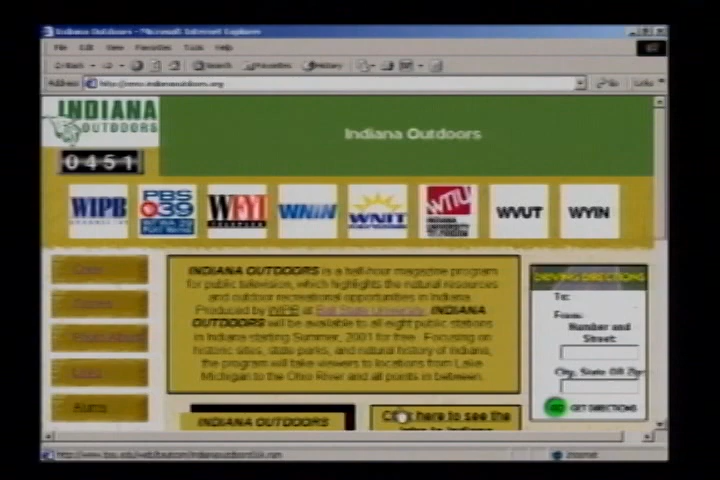 Indiana Outdoors - Microsoft Internet Explorer
File Edit View Favorites Tools Help
Back Search Favorites History
Address http://www.indianaoutdoors.org Go Links
INDIANA
OUTDOORS
Indiana Outdoors
0451
WIPB
PBS
39
WFYI
WNIN
WNIT
WTIU
INDIANA
UNIVERSITY
WVUT
WYIN
Crew
INDIANA OUTDOORS is a half-hour magazine program
for public television, which highlights the natural resources
and outdoor recreational opportunities in Indiana.
Produced by WIPB at Ball State University, INDIANA
OUTDOORS will be available to all eight public stations
in Indiana starting Summer, 2001 for free. Focusing on
historic sites, state parks, and natural history of Indiana,
the program will take viewers to locations from Lake
Michigan to the Ohio River and all points in between.
Links
DRIVING DIRECTIONS
To:
From:
Number and
Street:
City, State OR Zip:
GET DIRECTIONS
INDIANA OUTDOORS
Click here to see the
Internet